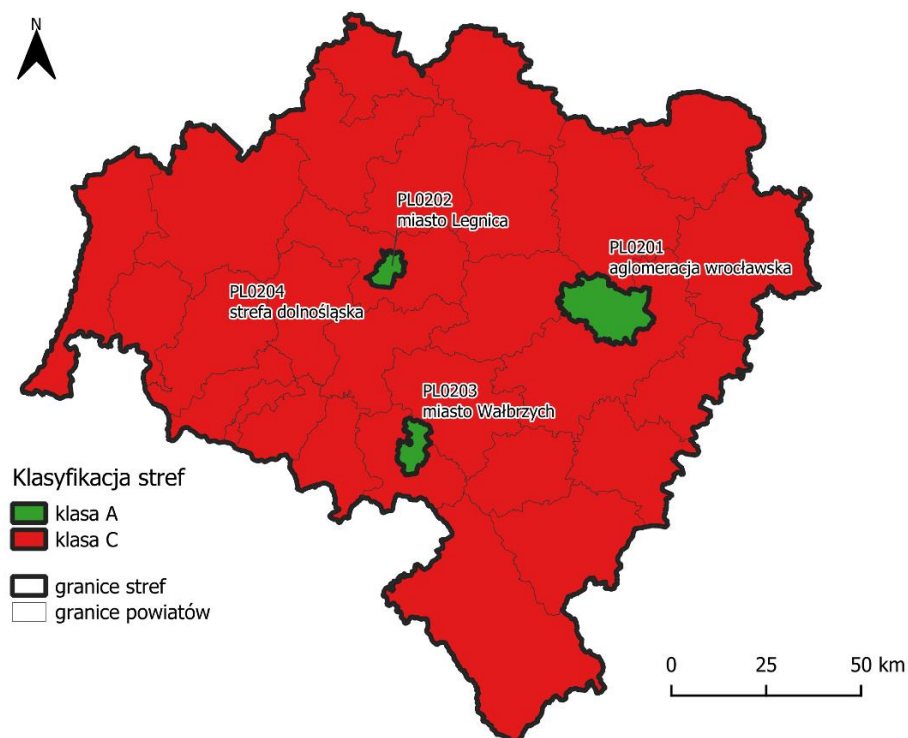 N
PL0202
miasto Legnica
PL0201
aglomeracja wrocławska
PL0204
strefa dolnośląska
PL0203
miasto Wałbrzych
Klasyfikacja stref
klasa A
klasa C
granice stref
granice powiatów
0 25 50 km